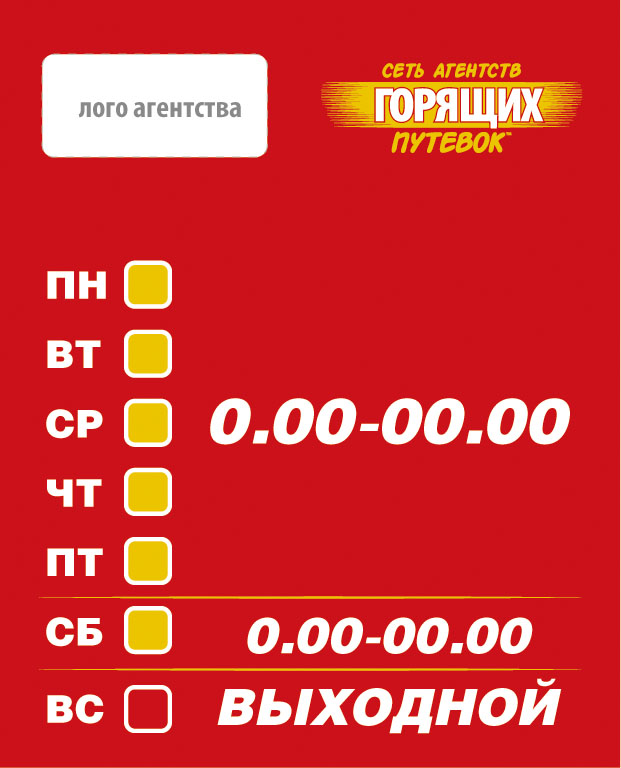 лого агентства
СЕТЬ АГЕНТСТВ
ГОРЯЩИХ
ПУТЕВОК™
ПН
ВТ
СР 0.00-00.00
ЧТ
ПТ
СБ 0.00-00.00
ВС ВЫХОДНОЙ